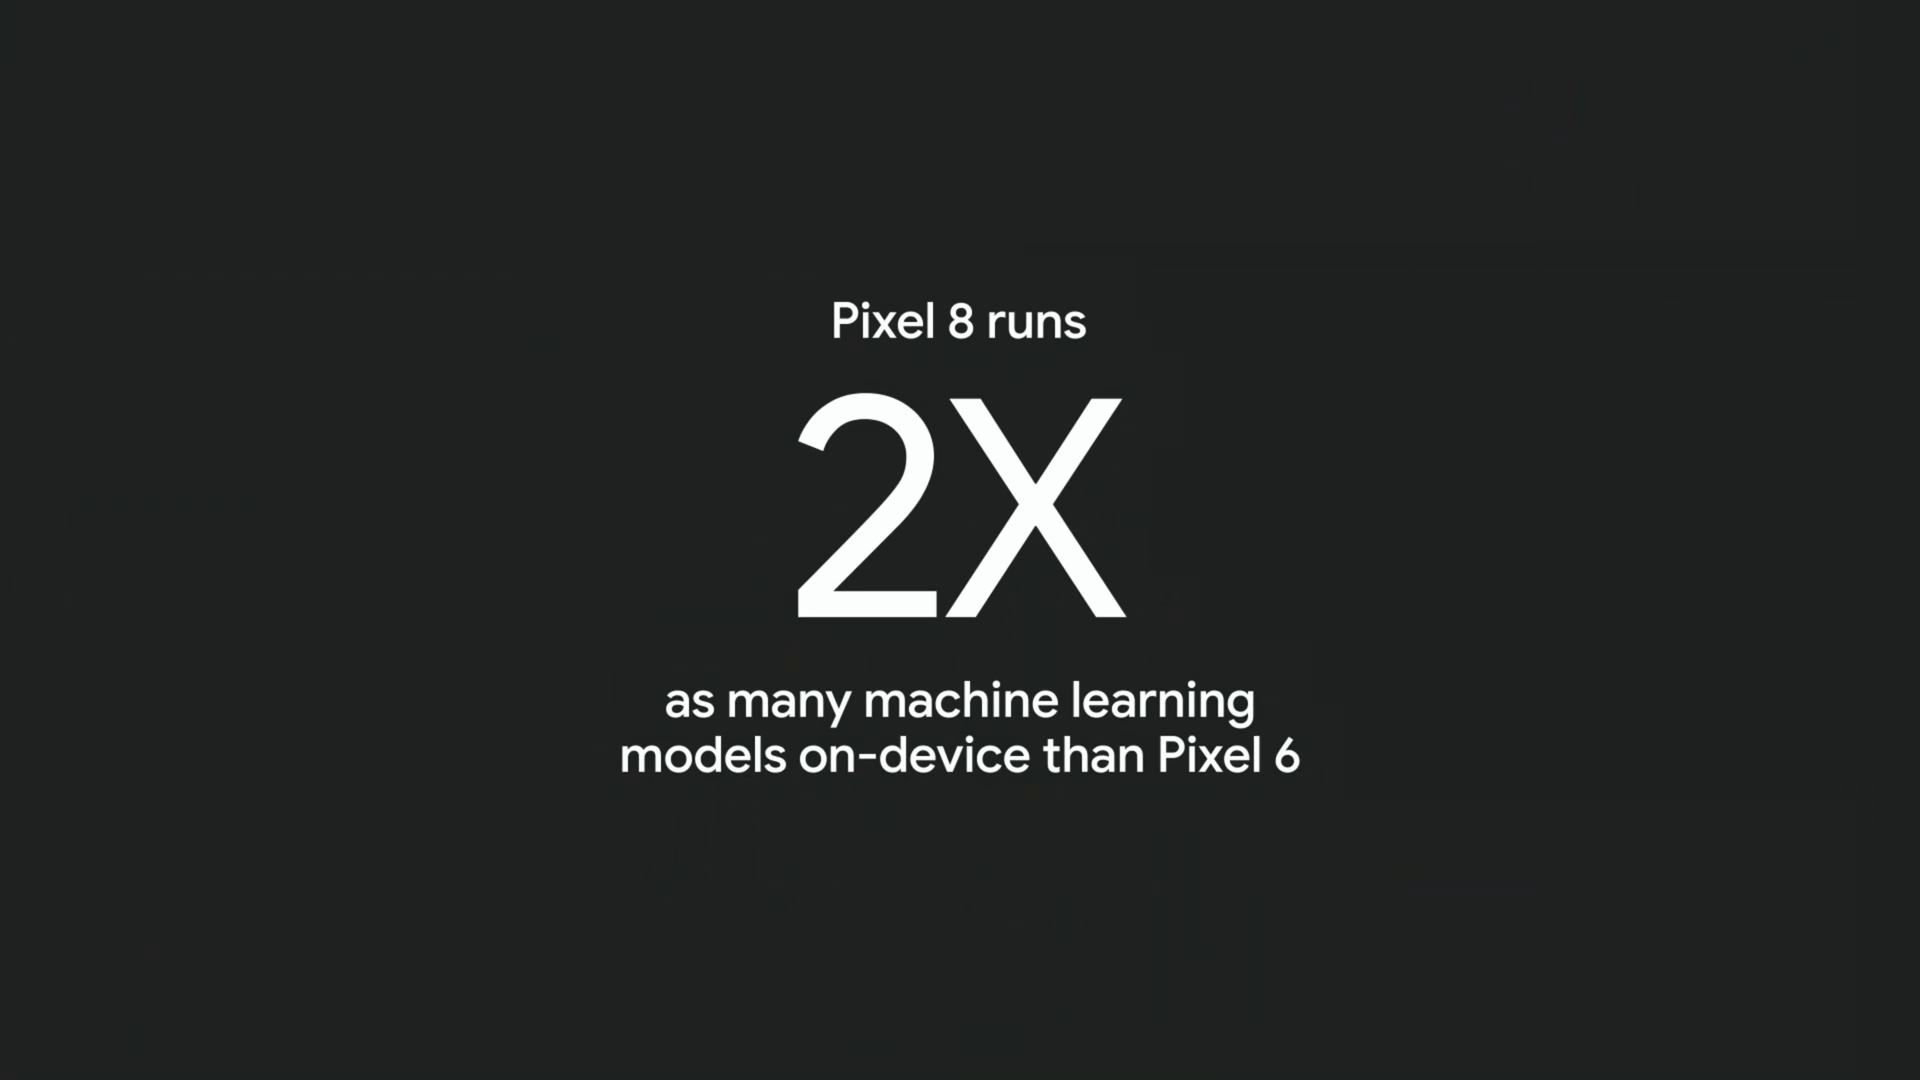 Pixel 8 runs
2X
as many machine learning
models on-device than Pixel 6